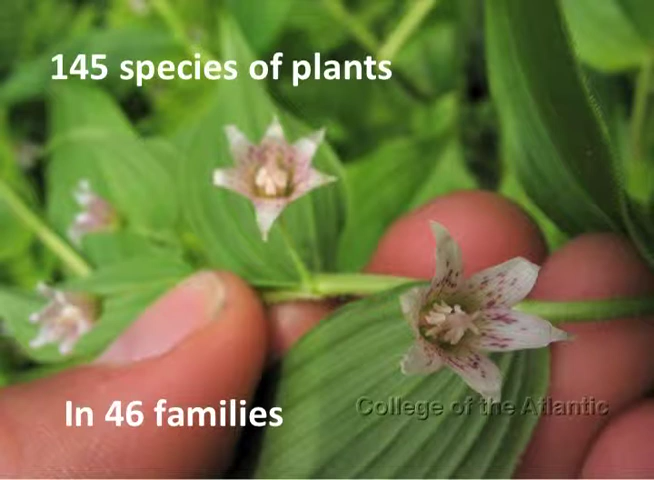 145 species of plants
In 46 families
College of the Atlantic